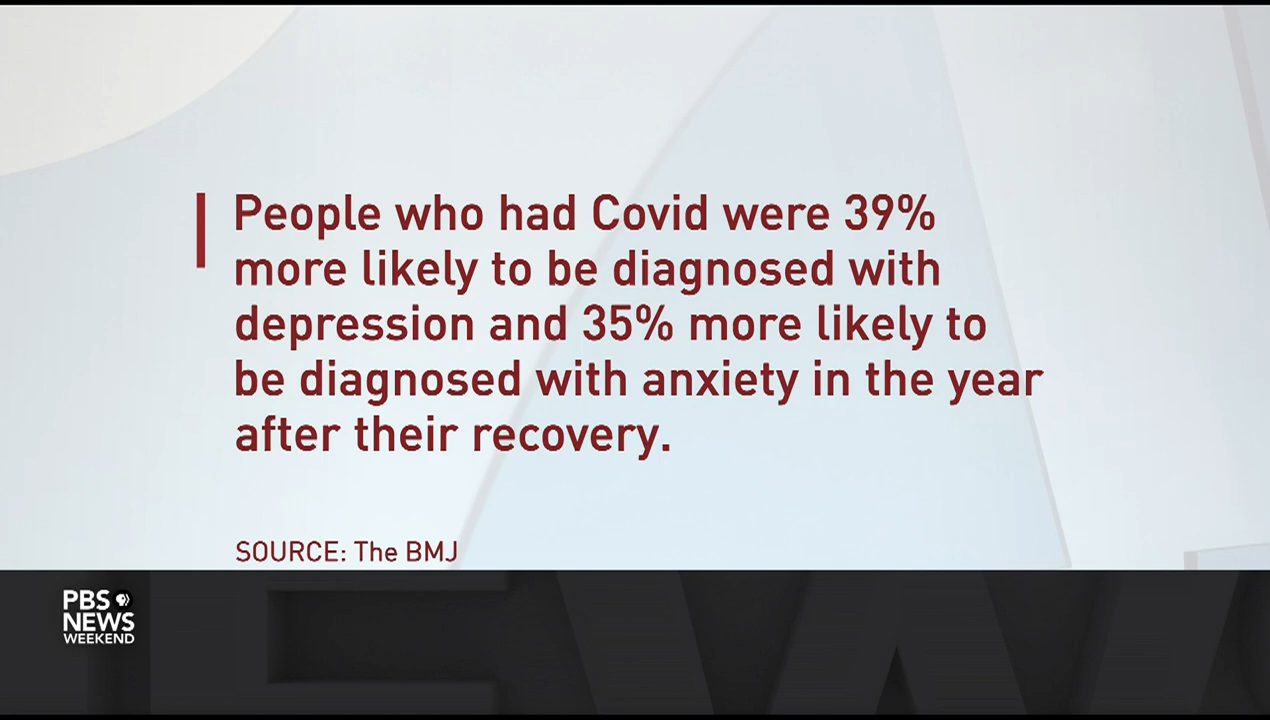 People who had Covid were 39%
more likely to be diagnosed with
depression and 35% more likely to
be diagnosed with anxiety in the year
after their recovery.
SOURCE: The BMJ
PBS
NEWS
WEEKEND